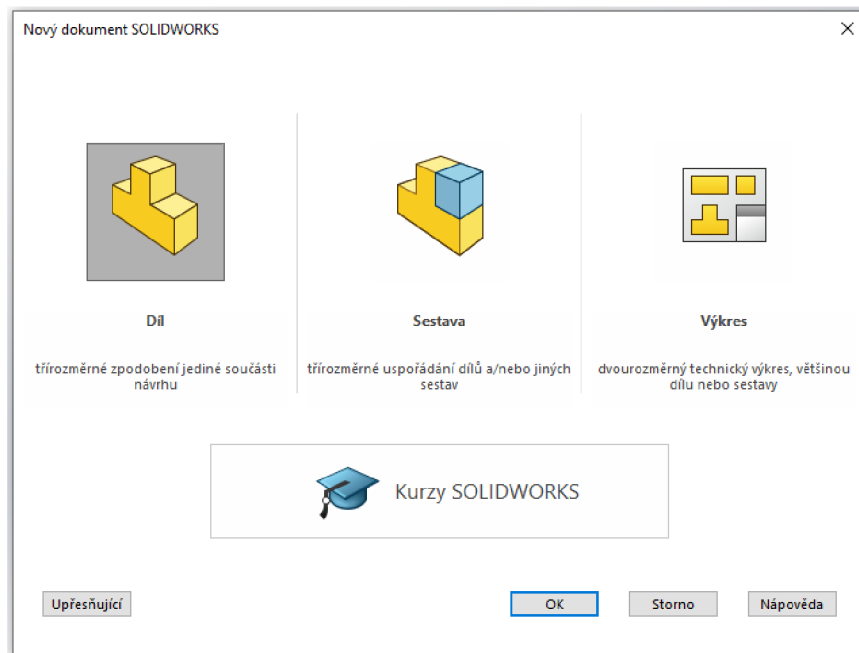 Nový dokument SOLIDWORKS
Díl
třírozměrné zpodobení jediné součásti
návrhu
Sestava
třírozměrné uspořádání dílů a/nebo jiných
sestav
Výkres
dvourozměrný technický výkres, většinou
dílu nebo sestavy
Kurzy SOLIDWORKS
Upřesňující
OK
Storno
Nápověda